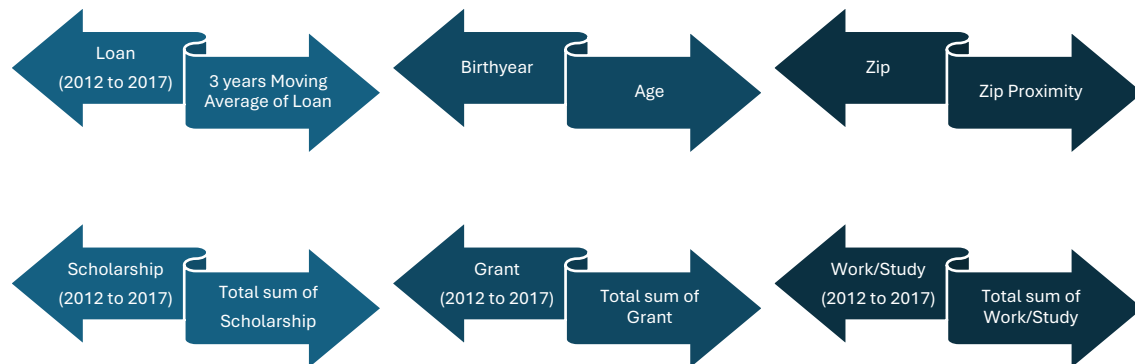 Loan
(2012 to 2017)
3 years Moving
Average of Loan
Birthyear
Age
Zip
Zip Proximity
Scholarship
(2012 to 2017)
Total sum of
Scholarship
Grant
(2012 to 2017)
Total sum of
Grant
Work/Study
(2012 to 2017)
Total sum of
Work/Study